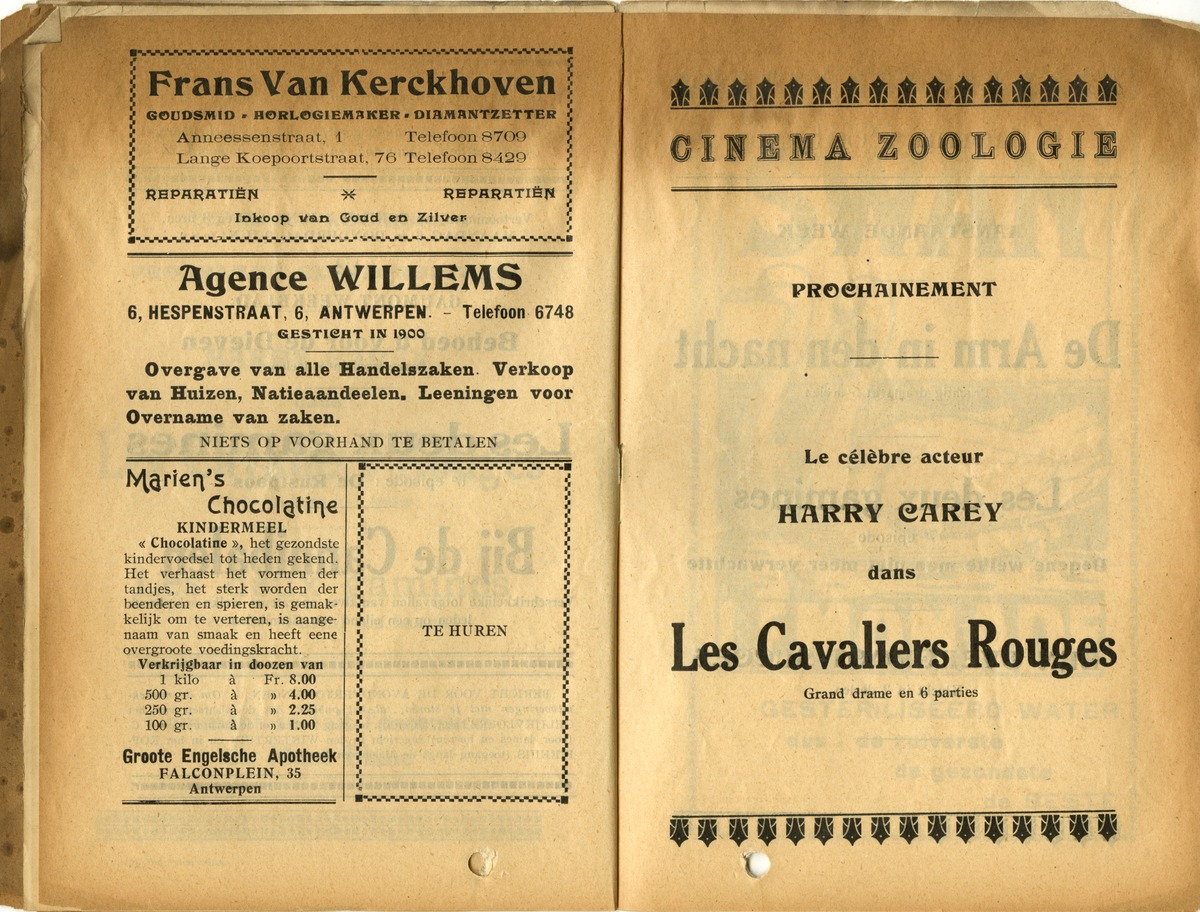 Frans Van Kerckhoven
GOUDSMID - HORLOGIEMAKER - DIAMANTZETTER
Anneessenstraat, 1 Telefoon 8709
Lange Koepoortstraat, 76 Telefoon 8429
REPARATIËN REPARATIËN
Inkoop van Goud en Zilver
Agence WILLEMS
6, HESPENSTRAAT, 6, ANTWERPEN. - Telefoon 6748
GESTICHT IN 1900
Overgave van alle Handelszaken. Verkoop
van Huizen, Natieaandeelen. Leeningen voor
Overname van zaken.
NIETS OP VOORHAND TE BETALEN
Marien's
Chocolatine
KINDERMEEL
« Chocolatine », het gezondste
kindervoedsel tot heden gekend.
Het verhaast het vormen der
tandjes, het sterk worden der
beenderen en spieren, is gemak-
kelijk om te verteren, is aange-
naam van smaak en heeft eene
overgroote voedingskracht.
Verkrijgbaar in doozen van
1 kilo à Fr. 8.00
500 gr. à » 4.00
250 gr. à » 2.25
100 gr. à » 1.00
Groote Engelsche Apotheek
FALCONPLEIN, 35
Antwerpen
TE HUREN
CINEMA ZOOLOGIE
PROCHAINEMENT
Le célèbre acteur
HARRY CAREY
dans
Les Cavaliers Rouges
Grand drame en 6 parties